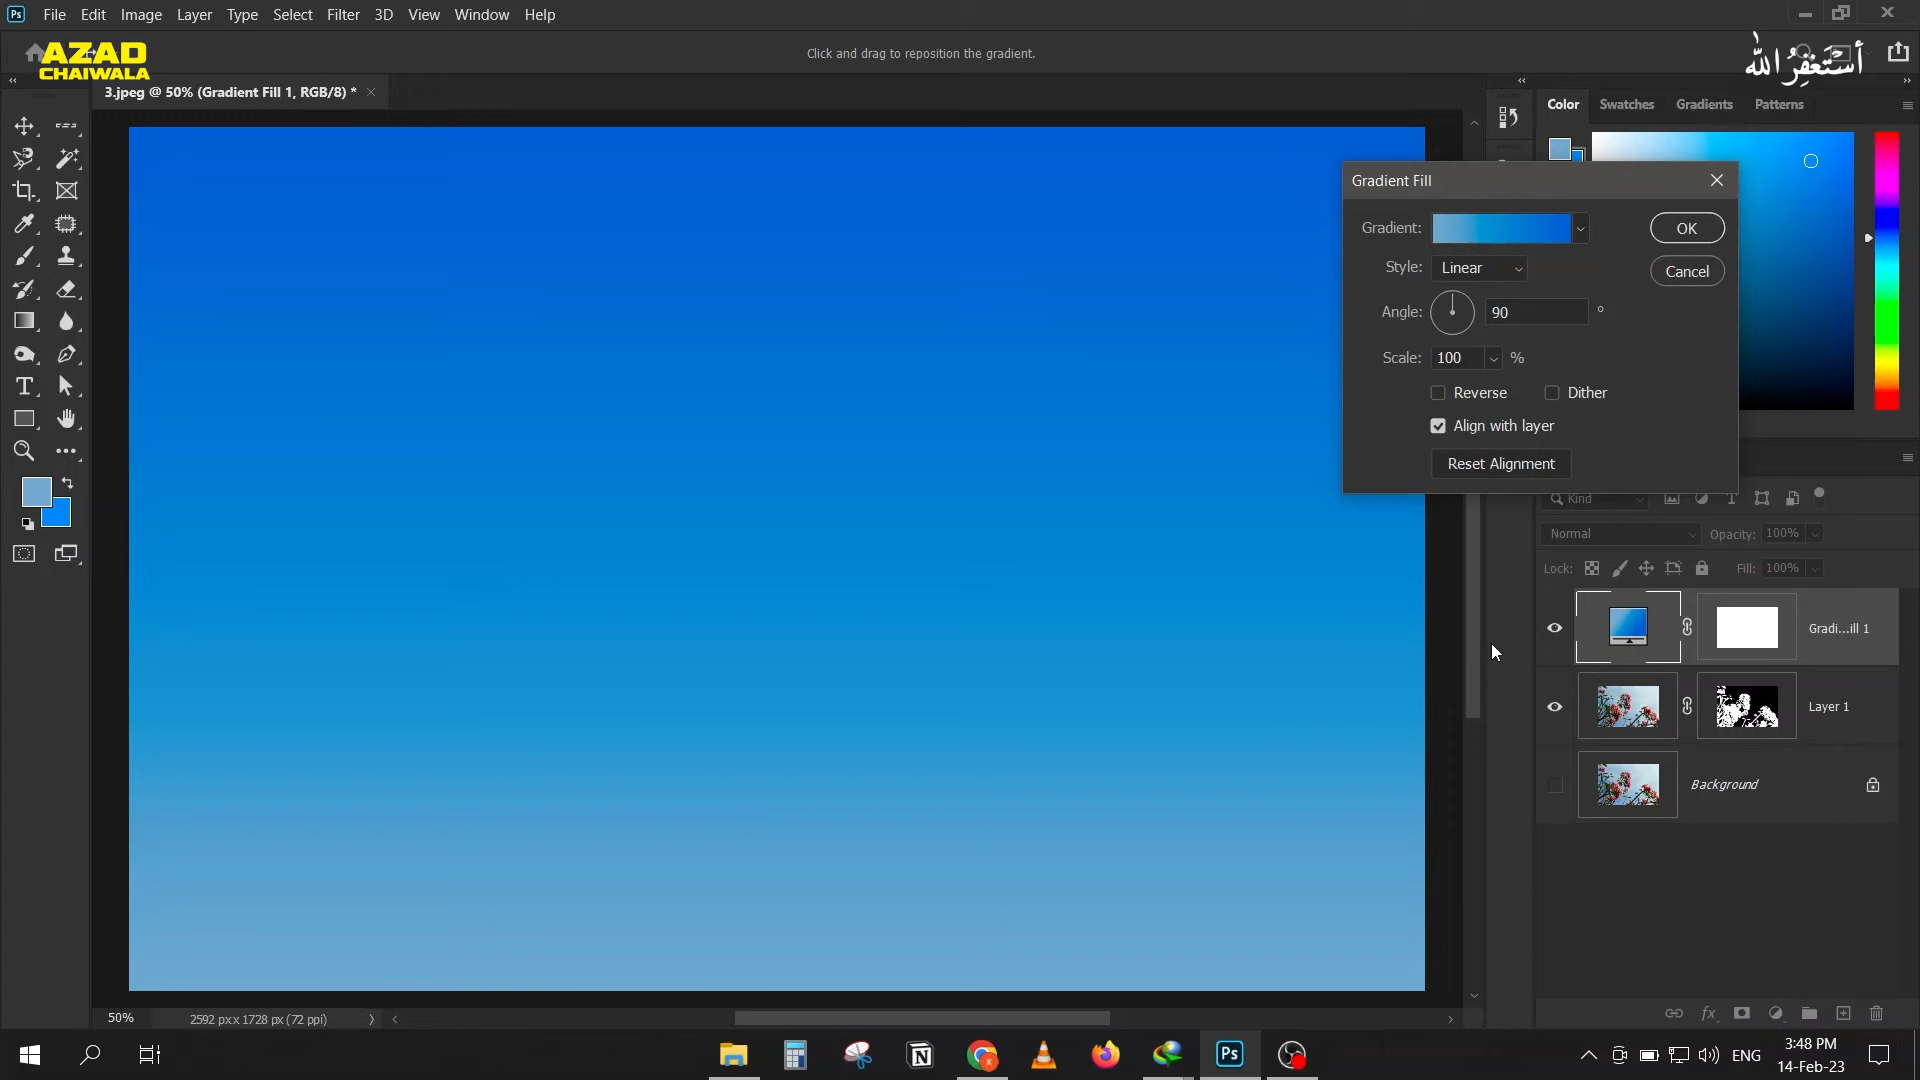 File Edit Image Layer Type Select Filter 3D View Window Help
AZAD
CHAIWALA
Click and drag to reposition the gradient.
أَسْتَغْفِرُ اللّٰه
3.jpeg @ 50% (Gradient Fill 1, RGB/8) *
Color Swatches Gradients Patterns
Gradient Fill
Gradient:
OK
Style: Linear
Cancel
Angle: 90 °
Scale: 100 %
Reverse Dither
Align with layer
Reset Alignment
Kind
Normal Opacity: 100%
Lock: Fill: 100%
Gradi...ill 1
Layer 1
Background
50% 2592 px x 1728 px (72 ppi)
fx
Ps
ENG
3:48 PM
14-Feb-23